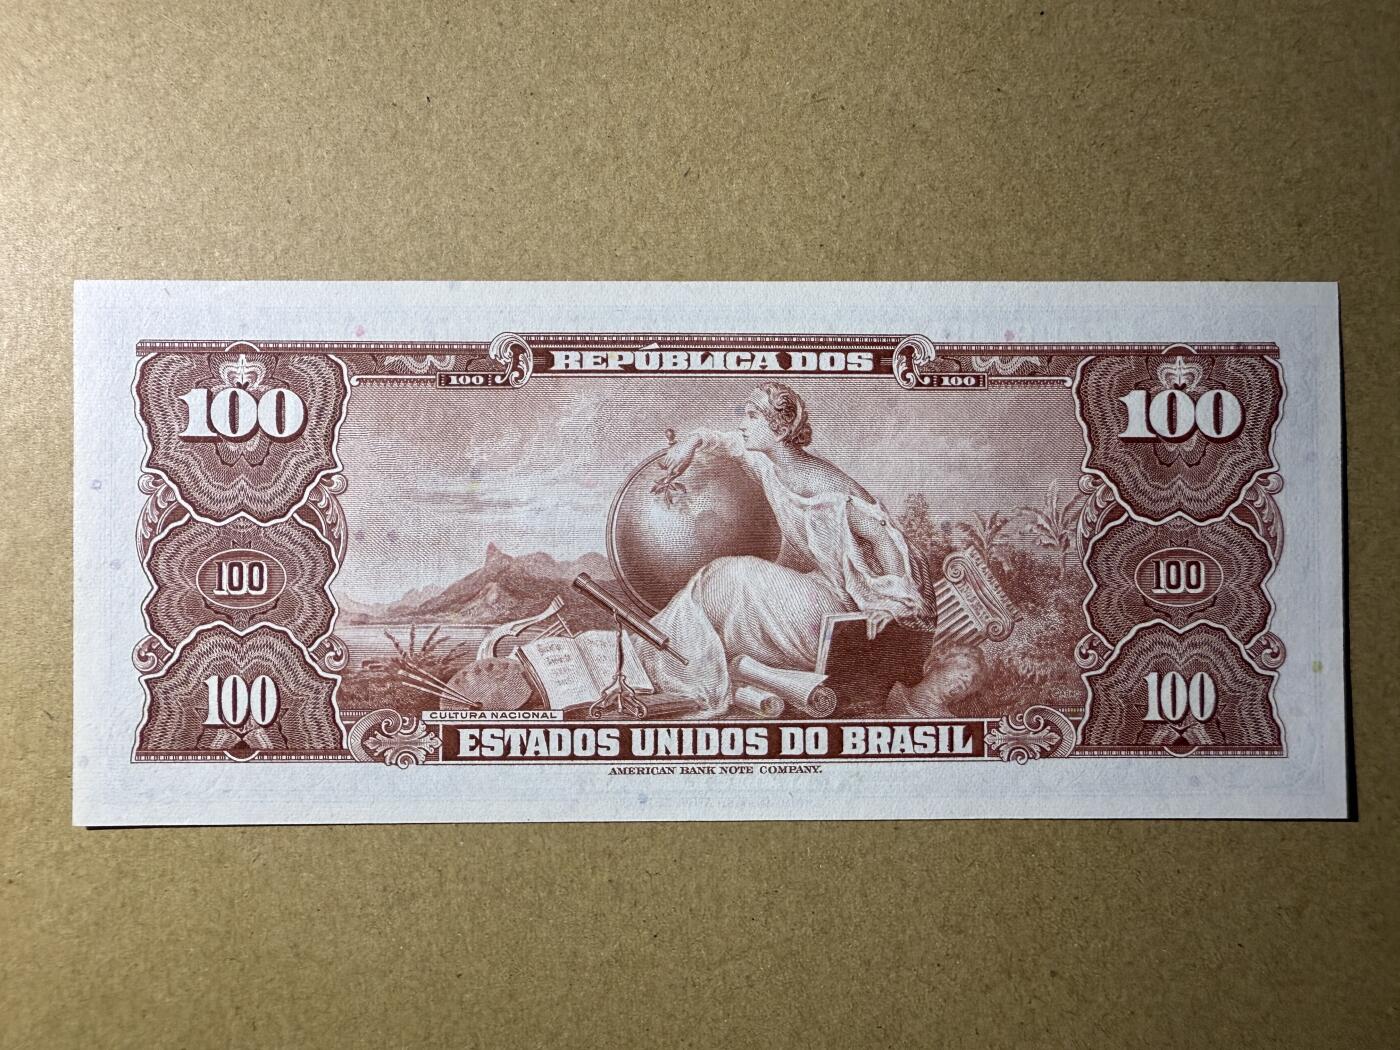 REPÚBLICA DOS
100 100
100 100
100 100
100 100
CULTURA NACIONAL
ESTADOS UNIDOS DO BRASIL
AMERICAN BANK NOTE COMPANY.